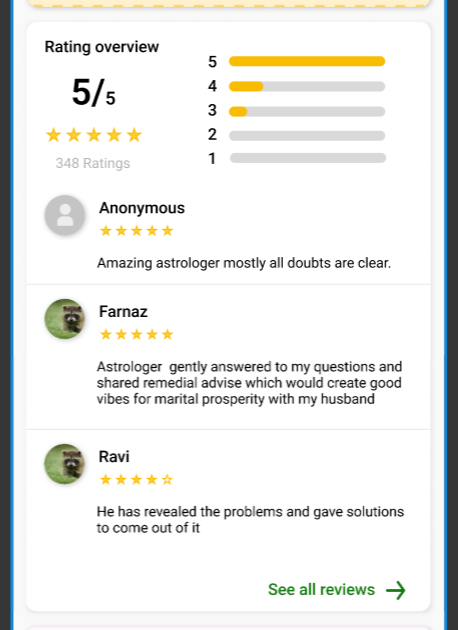 Rating overview
5/5
348 Ratings
5
4
3
2
1
Anonymous
Amazing astrologer mostly all doubts are clear.
Farnaz
Astrologer  gently answered to my questions and
shared remedial advise which would create good
vibes for marital prosperity with my husband
Ravi
He has revealed the problems and gave solutions
to come out of it
See all reviews